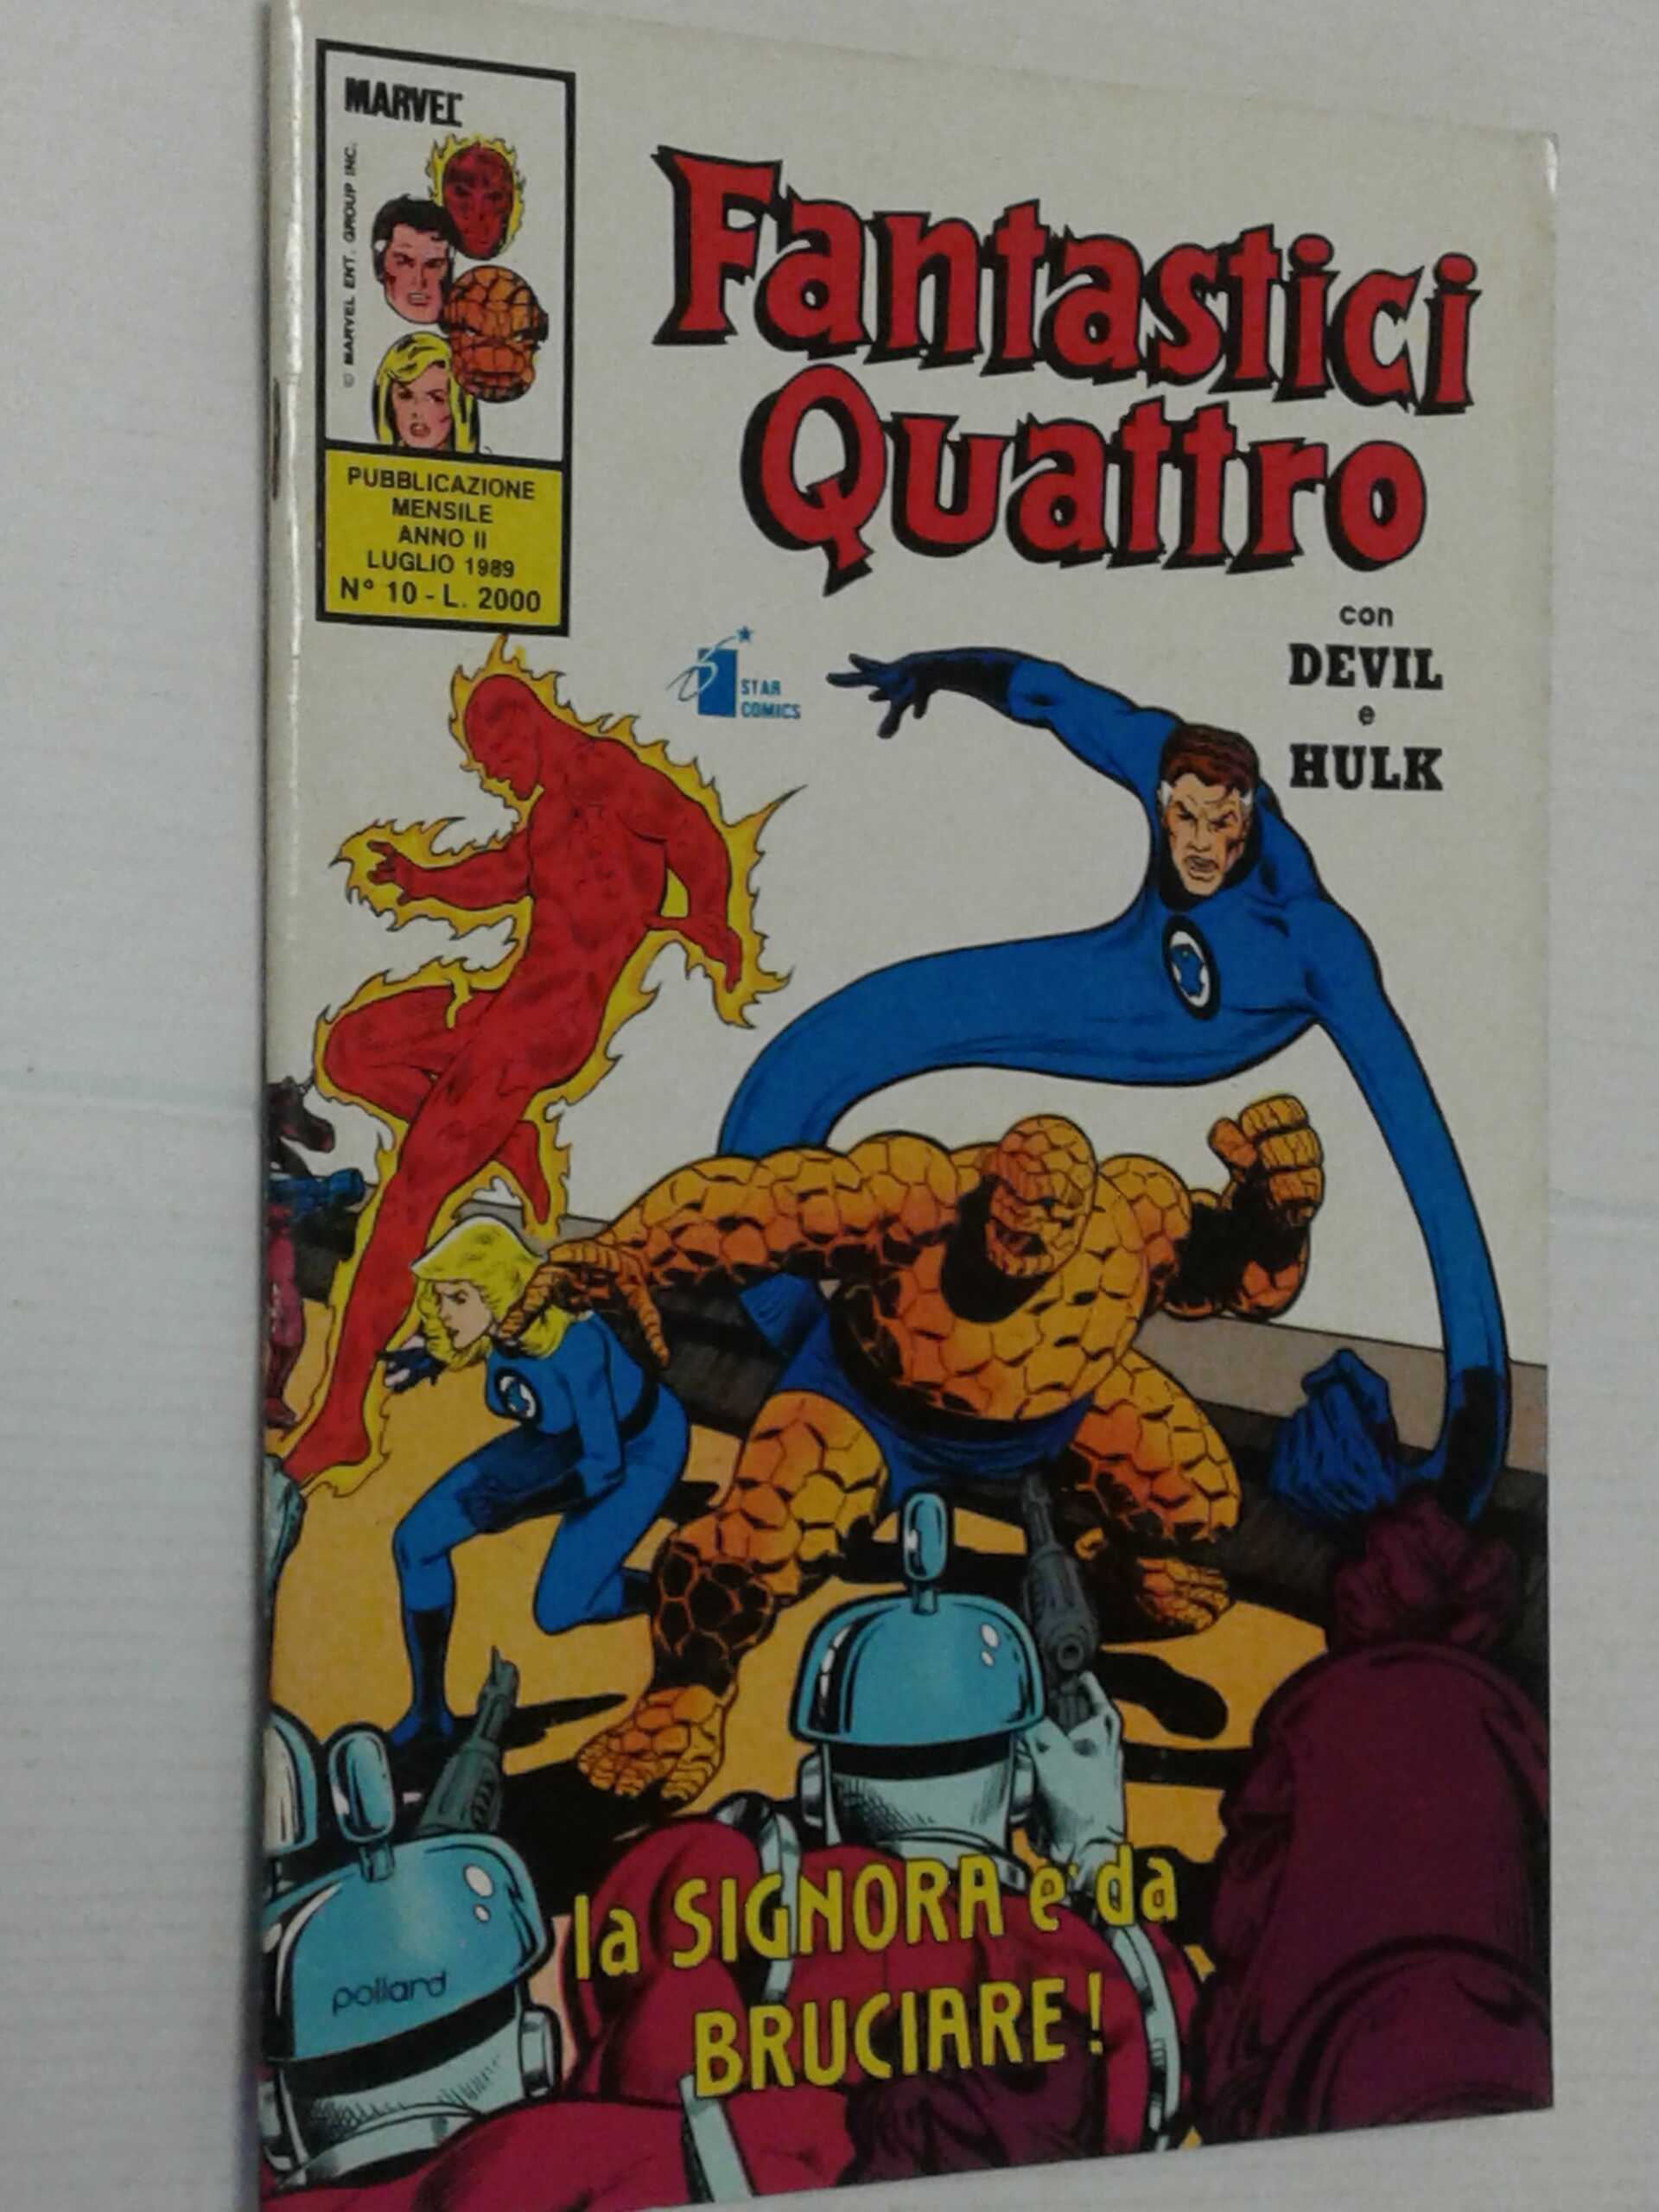 MARVEL
© MARVEL ENT. GROUP INC.
PUBBLICAZIONE
MENSILE
ANNO II
LUGLIO 1989
N° 10 - L. 2000
Fantastici
Quattro
con
DEVIL
e
HULK
STAR
COMICS
la SIGNORA e' da
BRUCIARE!
pollard